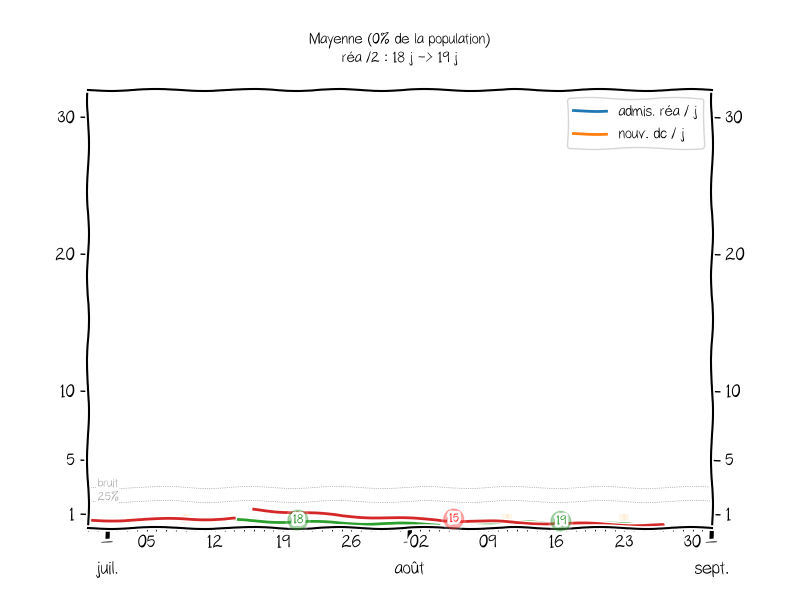 Mayenne (0% de la population)
réa /2 : 18 j -> 19 j
admis. réa / j
nouv. dc / j
30
30
20
20
10
10
5
5
bruit
25%
1
18
15
19
1
05
12
19
26
02
09
16
23
30
juil.
août
sept.